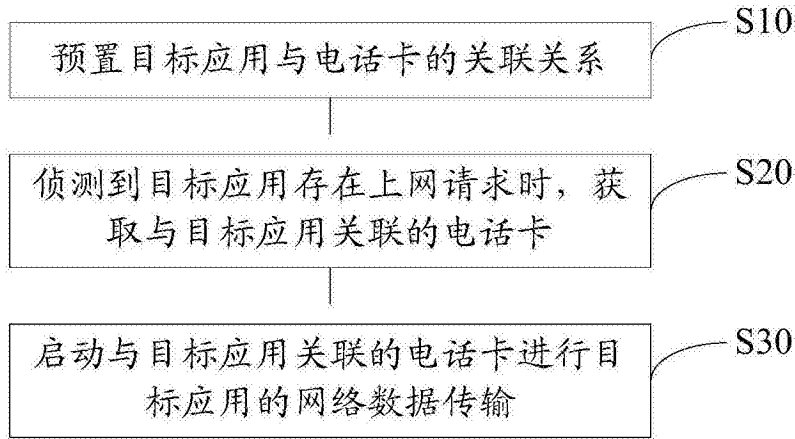 预置目标应用与电话卡的关联关系
S10
侦测到目标应用存在上网请求时，获
取与目标应用关联的电话卡
S20
启动与目标应用关联的电话卡进行目
标应用的网络数据传输
S30